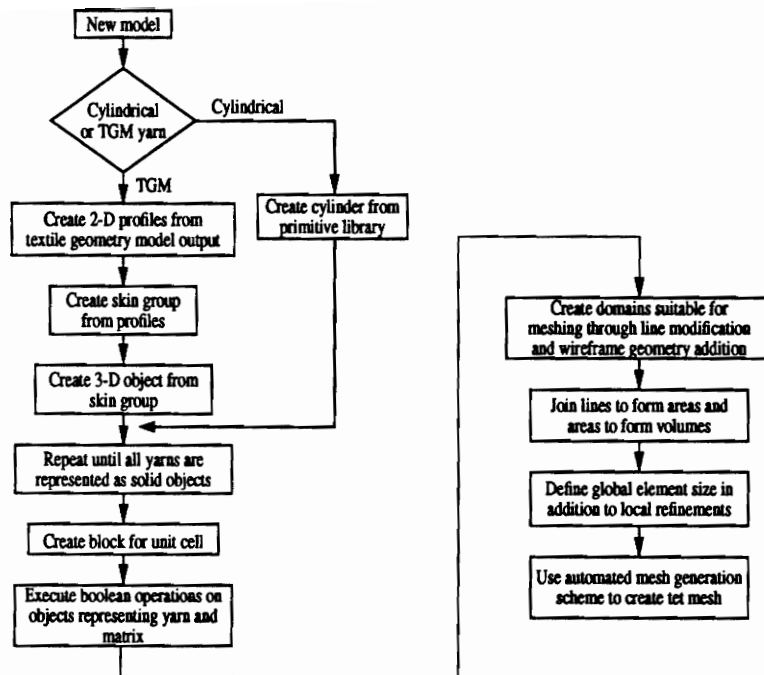 New model
Cylindrical
or TGM yarn
Cylindrical
TGM
Create 2-D profiles from
textile geometry model output
Create cylinder from
primitive library
Create skin group
from profiles
Create 3-D object from
skin group
Repeat until all yarns are
represented as solid objects
Create block for unit cell
Execute boolean operations on
objects representing yarn and
matrix
Create domains suitable for
meshing through line modification
and wireframe geometry addition
Join lines to form areas and
areas to form volumes
Define global element size in
addition to local refinements
Use automated mesh generation
scheme to create tet mesh